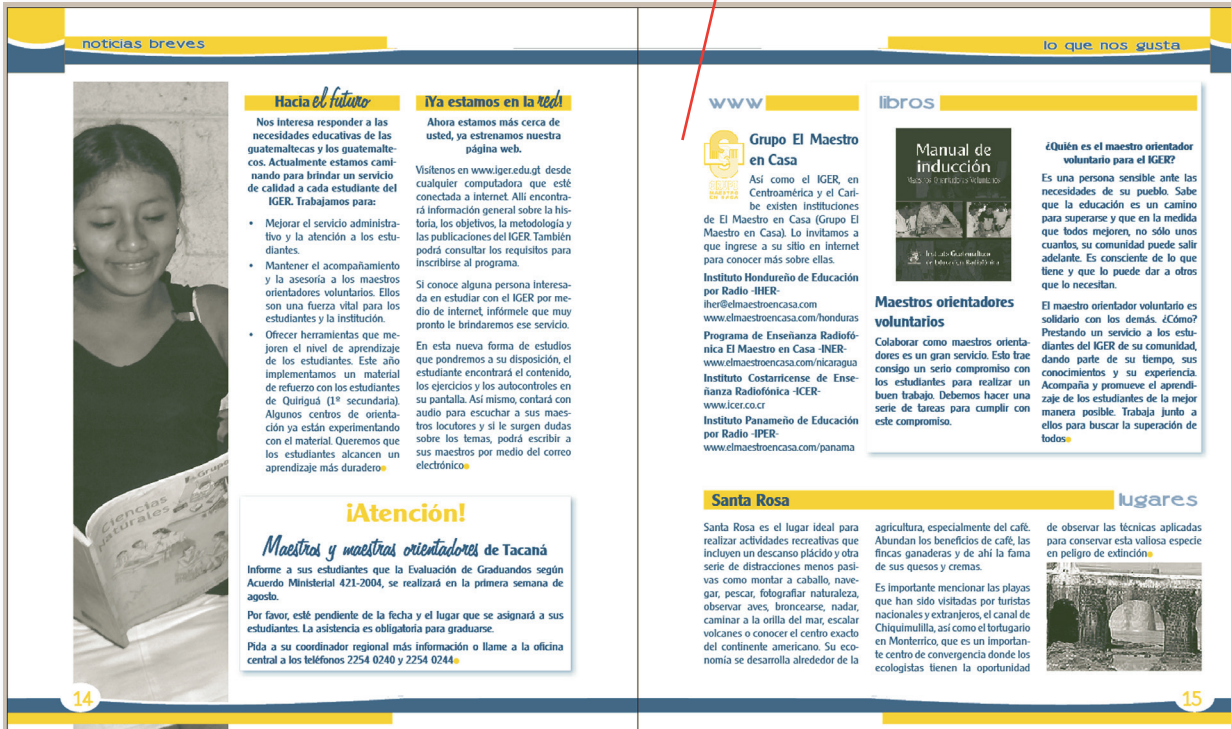 noticias breves
Hacia el futuro
Nos interesa responder a las
necesidades educativas de las
guatemaltecas y los guatemalte-
cos. Actualmente estamos cami-
nando para brindar un servicio
de calidad a cada estudiante del
IGER. Trabajamos para:
• Mejorar el servicio administra-
tivo y la atención a los estu-
diantes.
• Mantener el acompañamiento
y la asesoría a los maestros
orientadores voluntarios. Ellos
son una fuerza vital para los
estudiantes y la institución.
• Ofrecer herramientas que me-
joren el nivel de aprendizaje
de los estudiantes. Este año
implementamos un material
de refuerzo con los estudiantes
de Quiriguá (1º secundaria).
Algunos centros de orienta-
ción ya están experimentando
con el material. Queremos que
los estudiantes alcancen un
aprendizaje más duradero
¡Ya estamos en la red!
Ahora estamos más cerca de
usted, ya estrenamos nuestra
página web.
Visítenos en www.iger.edu.gt desde
cualquier computadora que esté
conectada a internet. Allí encontra-
rá información general sobre la his-
toria, los objetivos, la metodología y
las publicaciones del IGER. También
podrá consultar los requisitos para
inscribirse al programa.
Si conoce alguna persona interesa-
da en estudiar con el IGER por me-
dio de internet, infórmele que muy
pronto le brindaremos ese servicio.
En esta nueva forma de estudios
que pondremos a su disposición, el
estudiante encontrará el contenido,
los ejercicios y los autocontroles en
su pantalla. Así mismo, contará con
audio para escuchar a sus maes-
tros locutores y si le surgen dudas
sobre los temas, podrá escribir a
sus maestros por medio del correo
electrónico
Ciencias
Naturales
Grupo
¡Atención!
Maestros y maestras orientadores de Tacaná
Informe a sus estudiantes que la Evaluación de Graduandos según
Acuerdo Ministerial 421-2004, se realizará en la primera semana de
agosto.
Por favor, esté pendiente de la fecha y el lugar que se asignará a sus
estudiantes. La asistencia es obligatoria para graduarse.
Pida a su coordinador regional más información o llame a la oficina
central a los teléfonos 2254 0240 y 2254 0244
14
lo que nos gusta
www
GRUPO
MAESTRO
EN CASA
Grupo El Maestro
en Casa
Así como el IGER, en
Centroamérica y el Cari-
be existen instituciones
de El Maestro en Casa (Grupo El
Maestro en Casa). Lo invitamos a
que ingrese a su sitio en internet
para conocer más sobre ellas.
Instituto Hondureño de Educación
por Radio -IHER-
iher@elmaestroencasa.com
www.elmaestroencasa.com/honduras
Programa de Enseñanza Radiofó-
nica El Maestro en Casa -INER-
www.elmaestroencasa.com/nicaragua
Instituto Costarricense de Ense-
ñanza Radiofónica -ICER-
www.icer.co.cr
Instituto Panameño de Educación
por Radio -IPER-
www.elmaestroencasa.com/panama
libros
Manual de
inducción
Maestros Orientadores Voluntarios
Instituto Guatemalteco
de Educación Radiofónica
Maestros orientadores
voluntarios
Colaborar como maestros orienta-
dores es un gran servicio. Esto trae
consigo un serio compromiso con
los estudiantes para realizar un
buen trabajo. Debemos hacer una
serie de tareas para cumplir con
este compromiso.
¿Quién es el maestro orientador
voluntario para el IGER?
Es una persona sensible ante las
necesidades de su pueblo. Sabe
que la educación es un camino
para superarse y que en la medida
que todos mejoren, no sólo unos
cuantos, su comunidad puede salir
adelante. Es consciente de lo que
tiene y que lo puede dar a otros
que lo necesitan.
El maestro orientador voluntario es
solidario con los demás. ¿Cómo?
Prestando un servicio a los estu-
diantes del IGER de su comunidad,
dando parte de su tiempo, sus
conocimientos y su experiencia.
Acompaña y promueve el aprendi-
zaje de los estudiantes de la mejor
manera posible. Trabaja junto a
ellos para buscar la superación de
todos
Santa Rosa
lugares
Santa Rosa es el lugar ideal para
realizar actividades recreativas que
incluyen un descanso plácido y otra
serie de distracciones menos pasi-
vas como montar a caballo, nave-
gar, pescar, fotografiar naturaleza,
observar aves, broncearse, nadar,
caminar a la orilla del mar, escalar
volcanes o conocer el centro exacto
del continente americano. Su eco-
nomía se desarrolla alrededor de la
agricultura, especialmente del café.
Abundan los beneficios de café, las
fincas ganaderas y de ahí la fama
de sus quesos y cremas.
Es importante mencionar las playas
que han sido visitadas por turistas
nacionales y extranjeros, el canal de
Chiquimulilla, así como el tortugario
en Monterrico, que es un importan-
te centro de convergencia donde los
ecologistas tienen la oportunidad
de observar las técnicas aplicadas
para conservar esta valiosa especie
en peligro de extinción
15